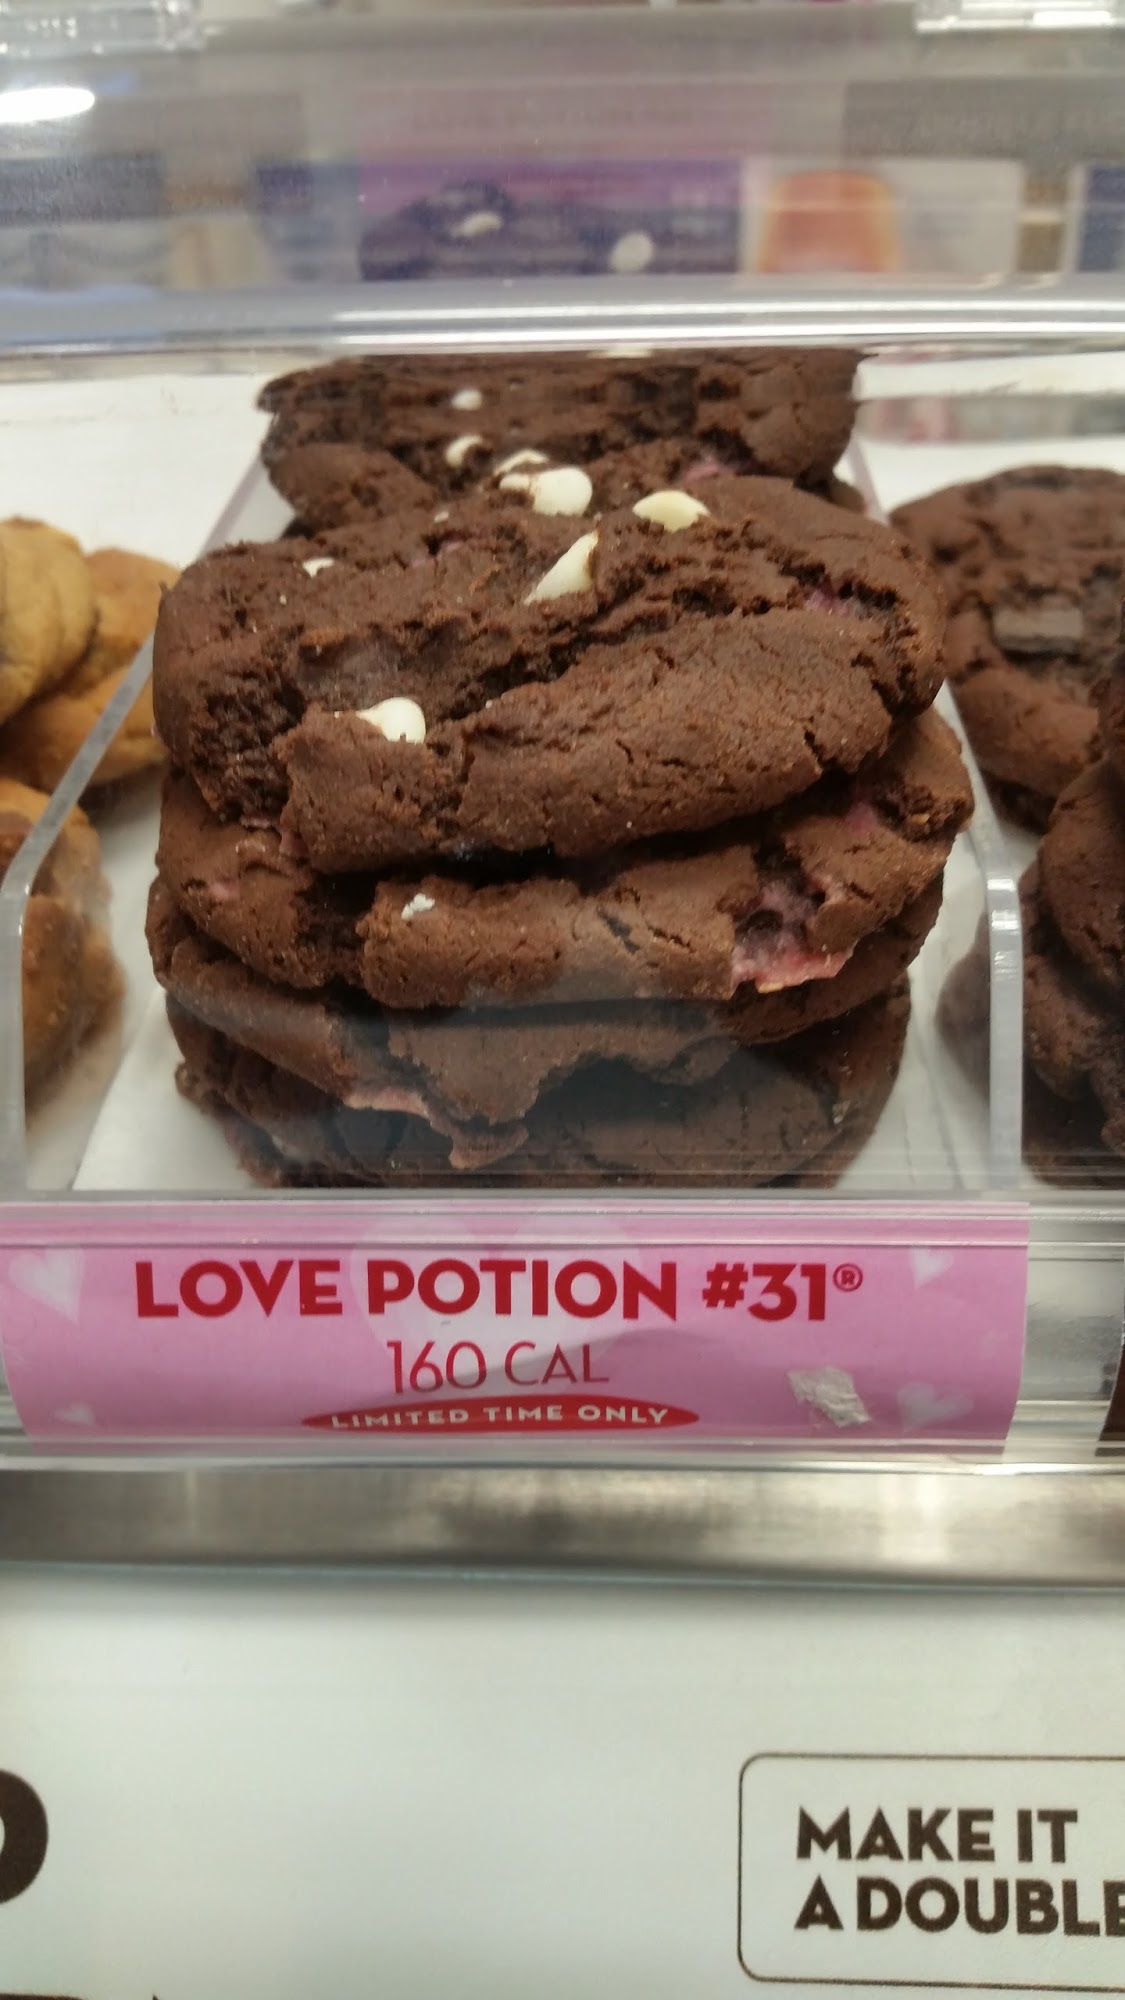 LOVE POTION #31®
160 CAL
LIMITED TIME ONLY
MAKE IT
A DOUBLE